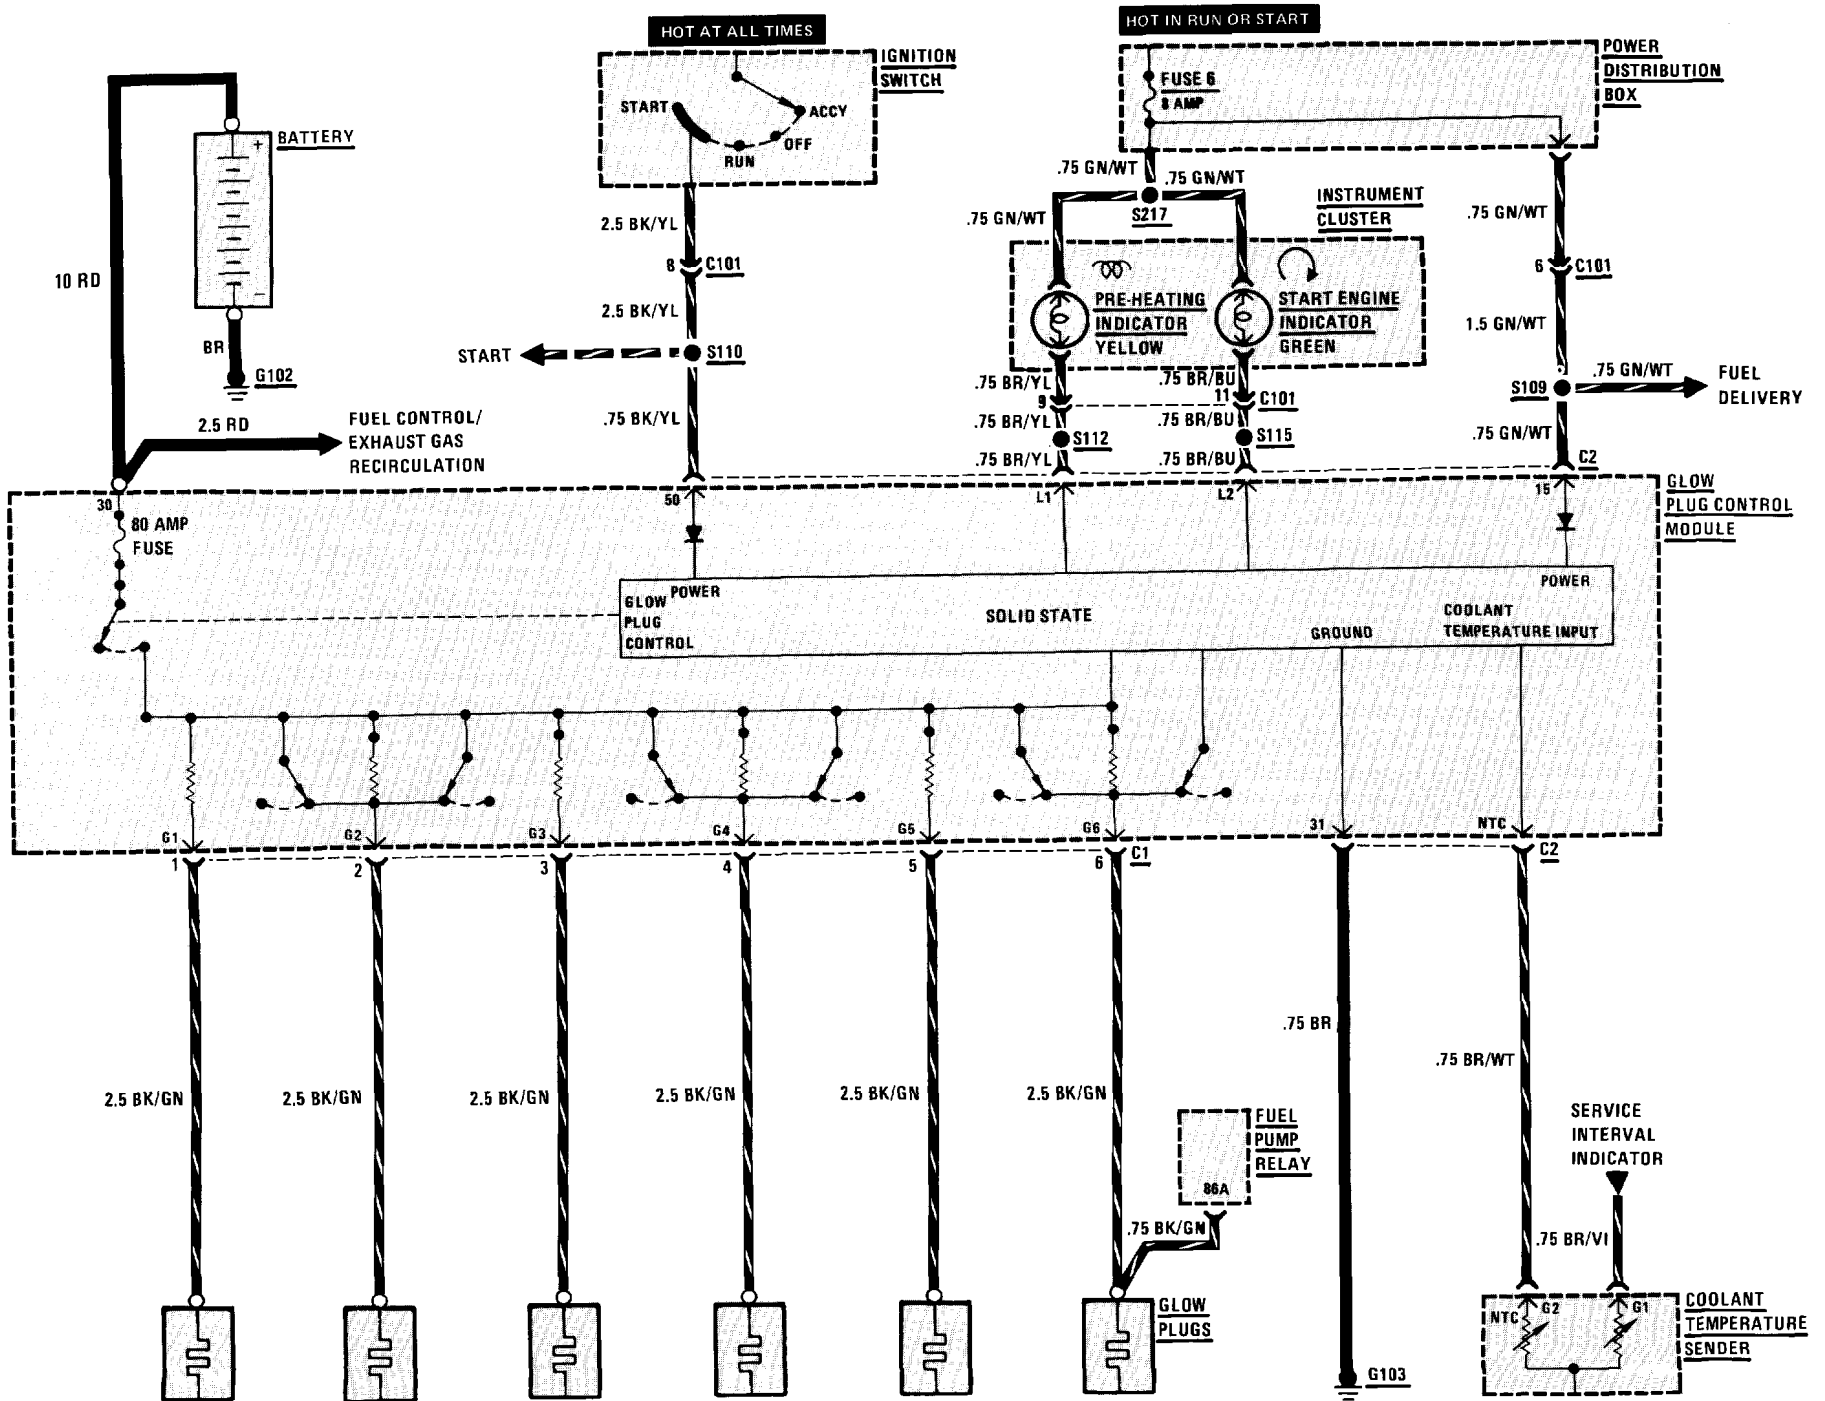 HOT AT ALL TIMES
HOT IN RUN OR START
IGNITION
SWITCH
START
ACCY
OFF
RUN
POWER
DISTRIBUTION
BOX
FUSE 6
8 AMP
BATTERY
+
−
10 RD
BR
G102
2.5 RD
FUEL CONTROL/
EXHAUST GAS
RECIRCULATION
2.5 BK/YL
8
C101
2.5 BK/YL
START
S110
.75 BK/YL
.75 GN/WT
.75 GN/WT
S217
.75 GN/WT
INSTRUMENT
CLUSTER
PRE-HEATING
INDICATOR
YELLOW
START ENGINE
INDICATOR
GREEN
.75 BR/YL
.75 BR/BU
9
11
C101
.75 BR/YL
.75 BR/BU
S112
S115
.75 BR/YL
.75 BR/BU
.75 GN/WT
6
C101
1.5 GN/WT
.75 GN/WT
S109
FUEL
DELIVERY
.75 GN/WT
C2
30
50
L1
L2
15
GLOW
PLUG CONTROL
MODULE
80 AMP
FUSE
POWER
GLOW
PLUG
CONTROL
SOLID STATE
POWER
COOLANT
TEMPERATURE INPUT
GROUND
G1
G2
G3
G4
G5
G6
31
NTC
1
2
3
4
5
6
C1
C2
2.5 BK/GN
2.5 BK/GN
2.5 BK/GN
2.5 BK/GN
2.5 BK/GN
2.5 BK/GN
.75 BR
.75 BR/WT
FUEL
PUMP
RELAY
86A
.75 BK/GN
SERVICE
INTERVAL
INDICATOR
.75 BR/VI
GLOW
PLUGS
G103
NTC
G2
G1
COOLANT
TEMPERATURE
SENDER